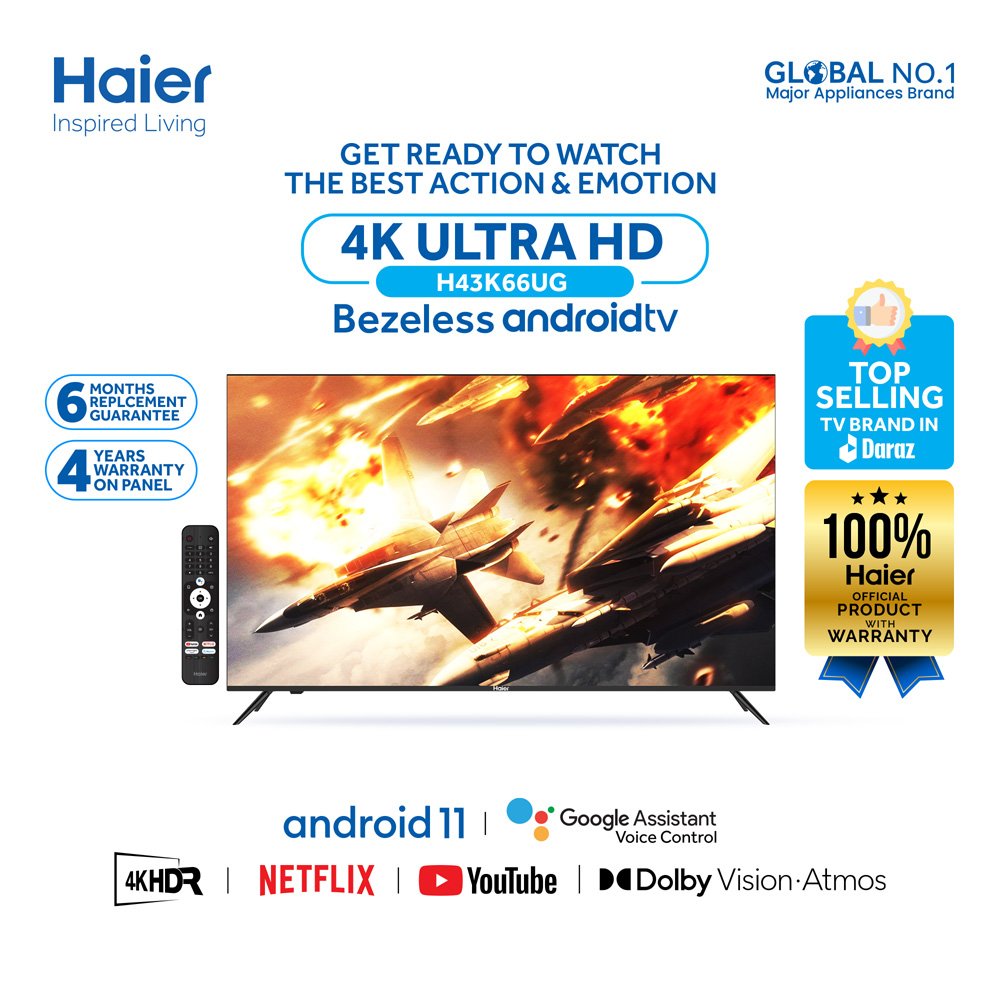 Haier
Inspired Living
GLOBAL NO.1
Major Appliances Brand
GET READY TO WATCH
THE BEST ACTION & EMOTION
4K ULTRA HD
H43K66UG
Bezeless androidtv
6 MONTHS
REPLCEMENT
GUARANTEE
4 YEARS
WARRANTY
ON PANEL
TOP
SELLING
TV BRAND IN
Daraz
100%
Haier
OFFICIAL
PRODUCT
WITH
WARRANTY
Haier
Haier
android 11
Google Assistant
Voice Control
4KHDR
NETFLIX
YouTube
Dolby Vision·Atmos